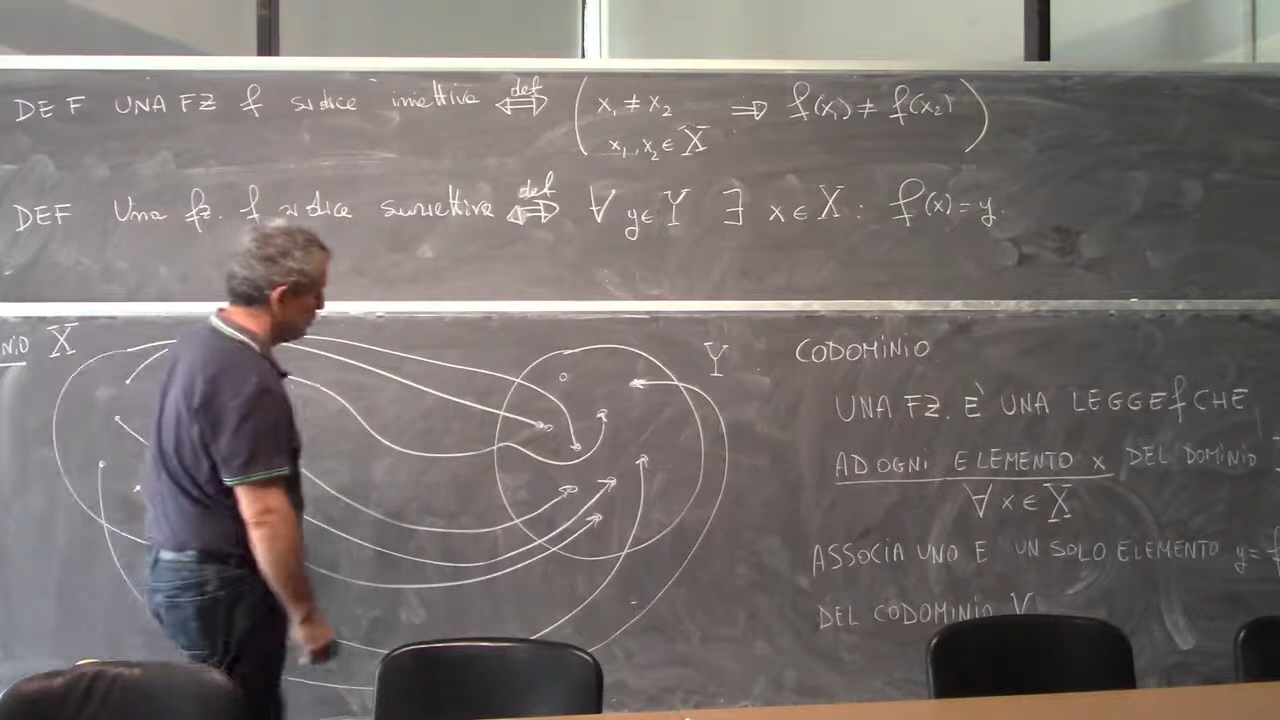 DEF UNA FZ f si dice iniettiva ⟺ def ( x₁ ≠ x₂ ⇒ f(x₁) ≠ f(x₂) )
x₁, x₂ ∈ X
DEF Una fz. f si dice suriettiva ⟺ def ∀ y∈Y ∃ x∈X : f(x)=y.
NIO X
Y CODOMINIO
UNA FZ. E' UNA LEGGE f CHE
AD OGNI ELEMENTO x DEL DOMINIO
∀ x ∈ X
ASSOCIA UNO E UN SOLO ELEMENTO y=
DEL CODOMINIO Y